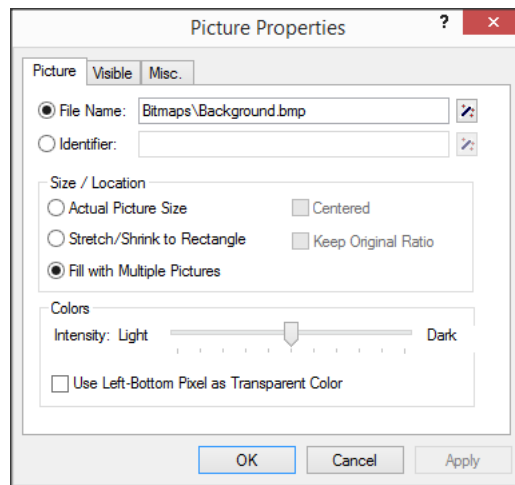 Picture Properties ?
Picture Visible Misc.
File Name: Bitmaps\Background.bmp
Identifier:
Size / Location
Actual Picture Size Centered
Stretch/Shrink to Rectangle Keep Original Ratio
Fill with Multiple Pictures
Colors
Intensity: Light Dark
Use Left-Bottom Pixel as Transparent Color
OK Cancel Apply